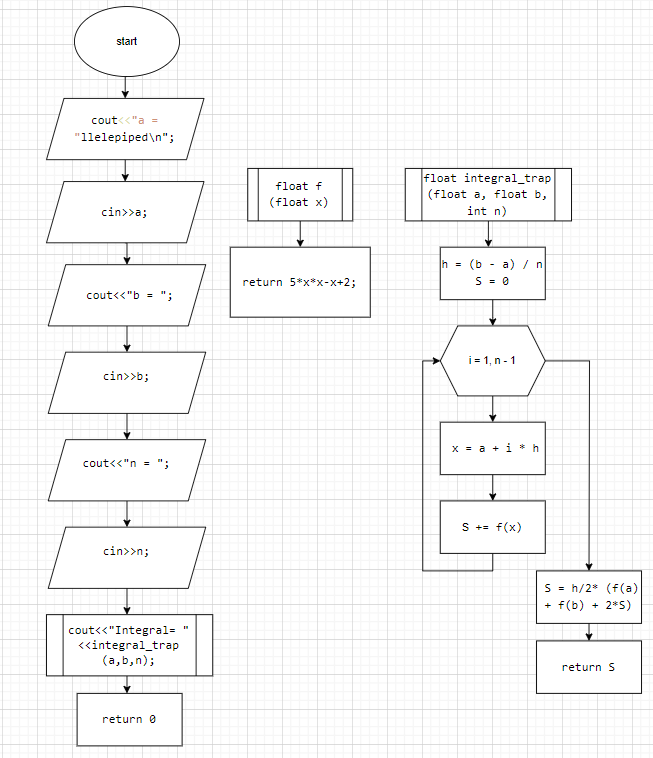 start
cout<<"a =
"llelepiped\n";
cin>>a;
cout<<"b = ";
cin>>b;
cout<<"n = ";
cin>>n;
cout<<"Integral= "
<<integral_trap
(a,b,n);
return 0
float f
(float x)
return 5*x*x-x+2;
float integral_trap
(float a, float b,
int n)
h = (b - a) / n
S = 0
i = 1, n - 1
x = a + i * h
S += f(x)
S = h/2* (f(a)
+ f(b) + 2*S)
return S